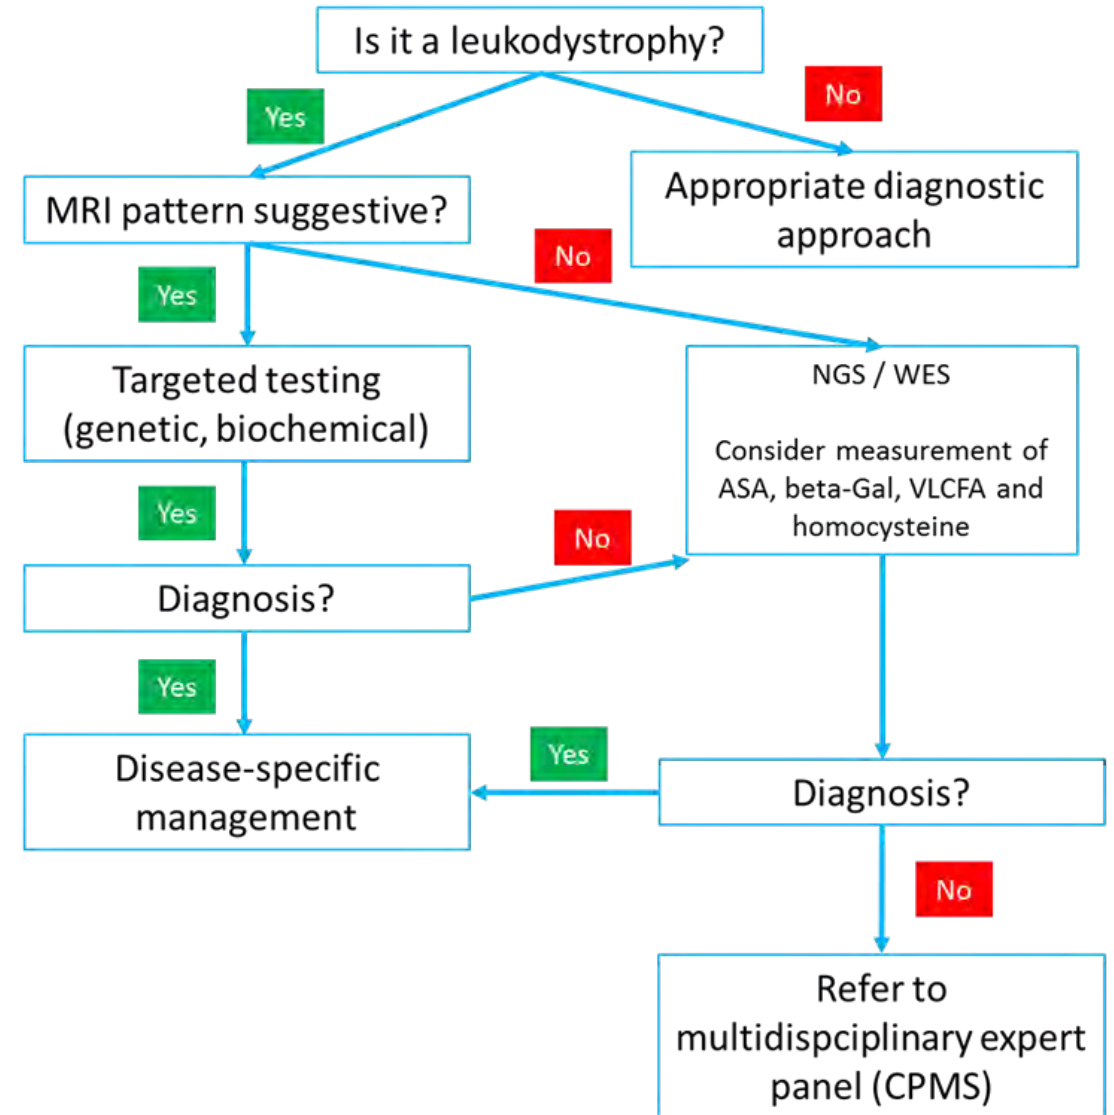 Is it a leukodystrophy?
Yes
No
MRI pattern suggestive?
Appropriate diagnostic
approach
Yes
No
Targeted testing
(genetic, biochemical)
NGS / WES
Consider measurement of
ASA, beta-Gal, VLCFA and
homocysteine
Yes
No
Diagnosis?
Yes
Disease-specific
management
Yes
Diagnosis?
No
Refer to
multidispciplinary expert
panel (CPMS)